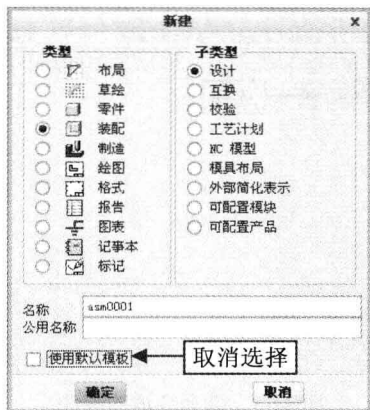 新建
x
类型
布局
草绘
零件
装配
制造
绘图
格式
报告
图表
记事本
标记
子类型
设计
互换
校验
工艺计划
NC 模型
模具布局
外部简化表示
可配置模块
可配置产品
名称 asm0001
公用名称
使用默认模板
取消选择
确定 取消